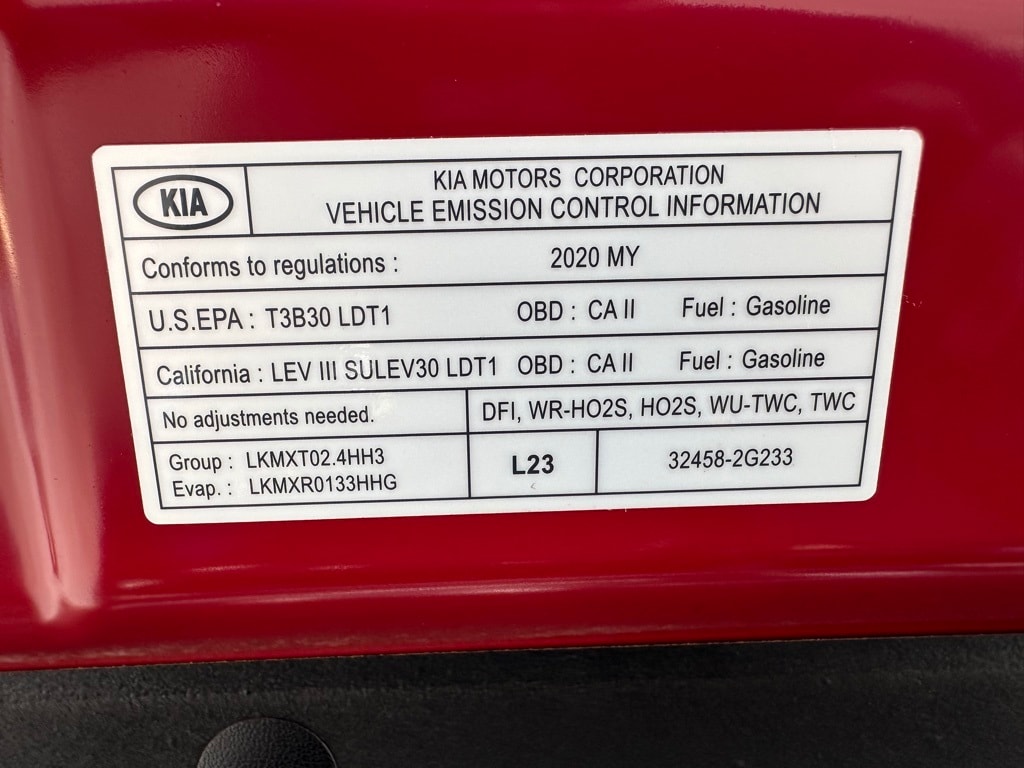 KIA
KIA MOTORS CORPORATION
VEHICLE EMISSION CONTROL INFORMATION
Conforms to regulations : 2020 MY
U.S.EPA : T3B30 LDT1 OBD : CA II Fuel : Gasoline
California : LEV III SULEV30 LDT1 OBD : CA II Fuel : Gasoline
No adjustments needed. DFI, WR-HO2S, HO2S, WU-TWC, TWC
Group : LKMXT02.4HH3
Evap. : LKMXR0133HHG
L23
32458-2G233